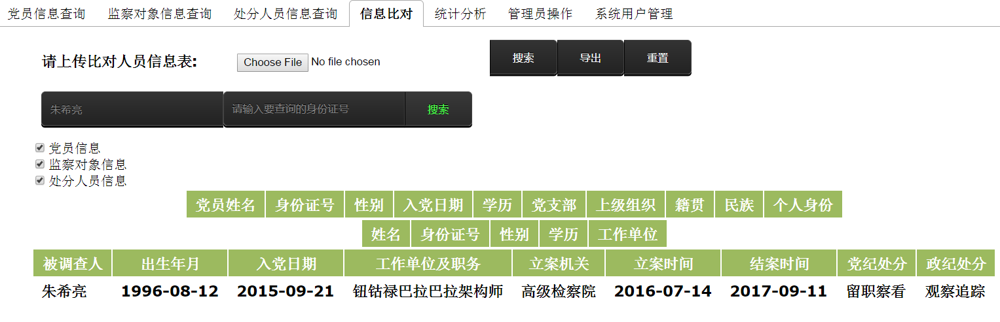 党员信息查询 监察对象信息查询 处分人员信息查询 信息比对 统计分析 管理员操作 系统用户管理
请上传比对人员信息表: Choose File No file chosen 搜索 导出 重置
朱希亮 请输入要查询的身份证号 搜索
党员信息
监察对象信息
处分人员信息
党员姓名 身份证号 性别 入党日期 学历 党支部 上级组织 籍贯 民族 个人身份
姓名 身份证号 性别 学历 工作单位
被调查人 出生年月 入党日期 工作单位及职务 立案机关 立案时间 结案时间 党纪处分 政纪处分
朱希亮 1996-08-12 2015-09-21 钮钴禄巴拉巴拉架构师 高级检察院 2016-07-14 2017-09-11 留职察看 观察追踪